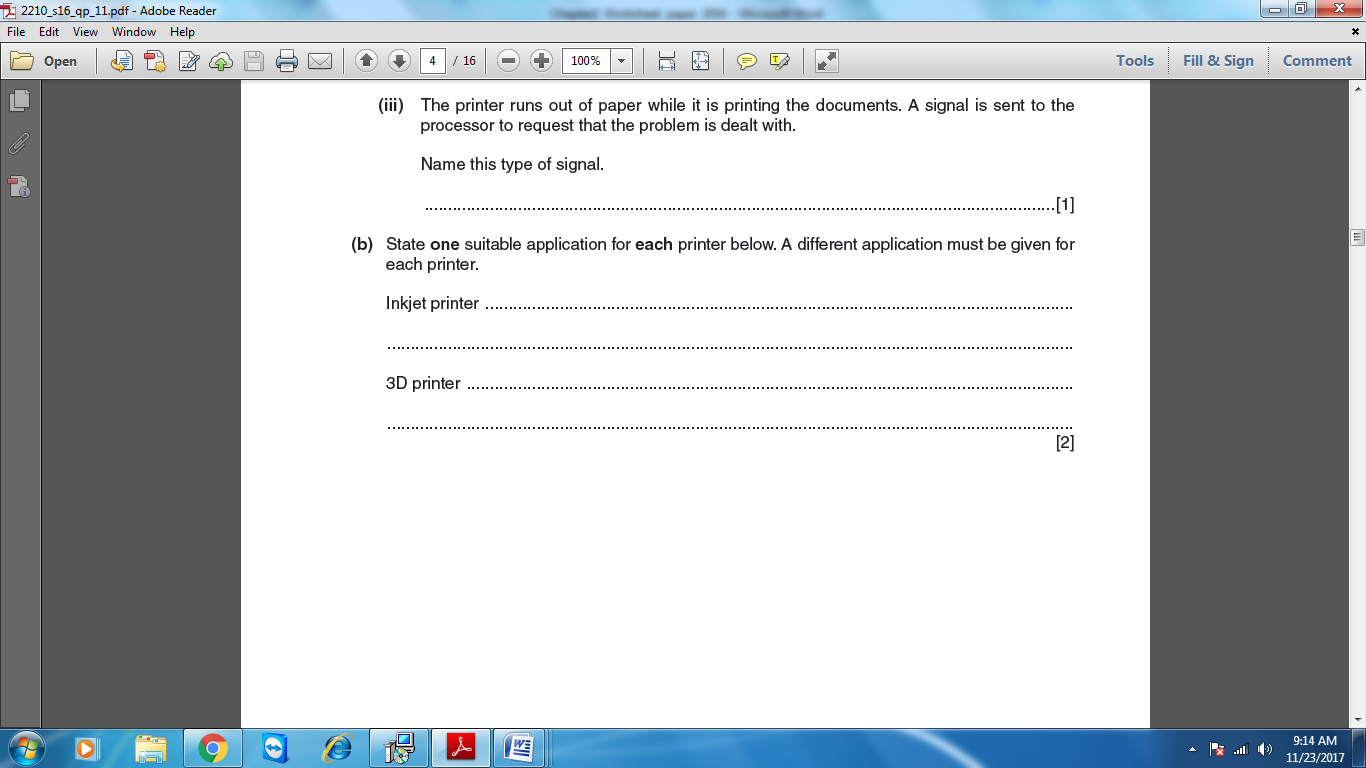 2210_s16_qp_11.pdf - Adobe Reader
File Edit View Window Help
Open 4 / 16 100% Tools Fill & Sign Comment
(iii) The printer runs out of paper while it is printing the documents. A signal is sent to the
processor to request that the problem is dealt with.
Name this type of signal.
..........................................................................................................................................[1]
(b) State one suitable application for each printer below. A different application must be given for
each printer.
Inkjet printer ................................................................................................................................
......................................................................................................................................................
3D printer ....................................................................................................................................
......................................................................................................................................................
[2]
9:14 AM
11/23/2017